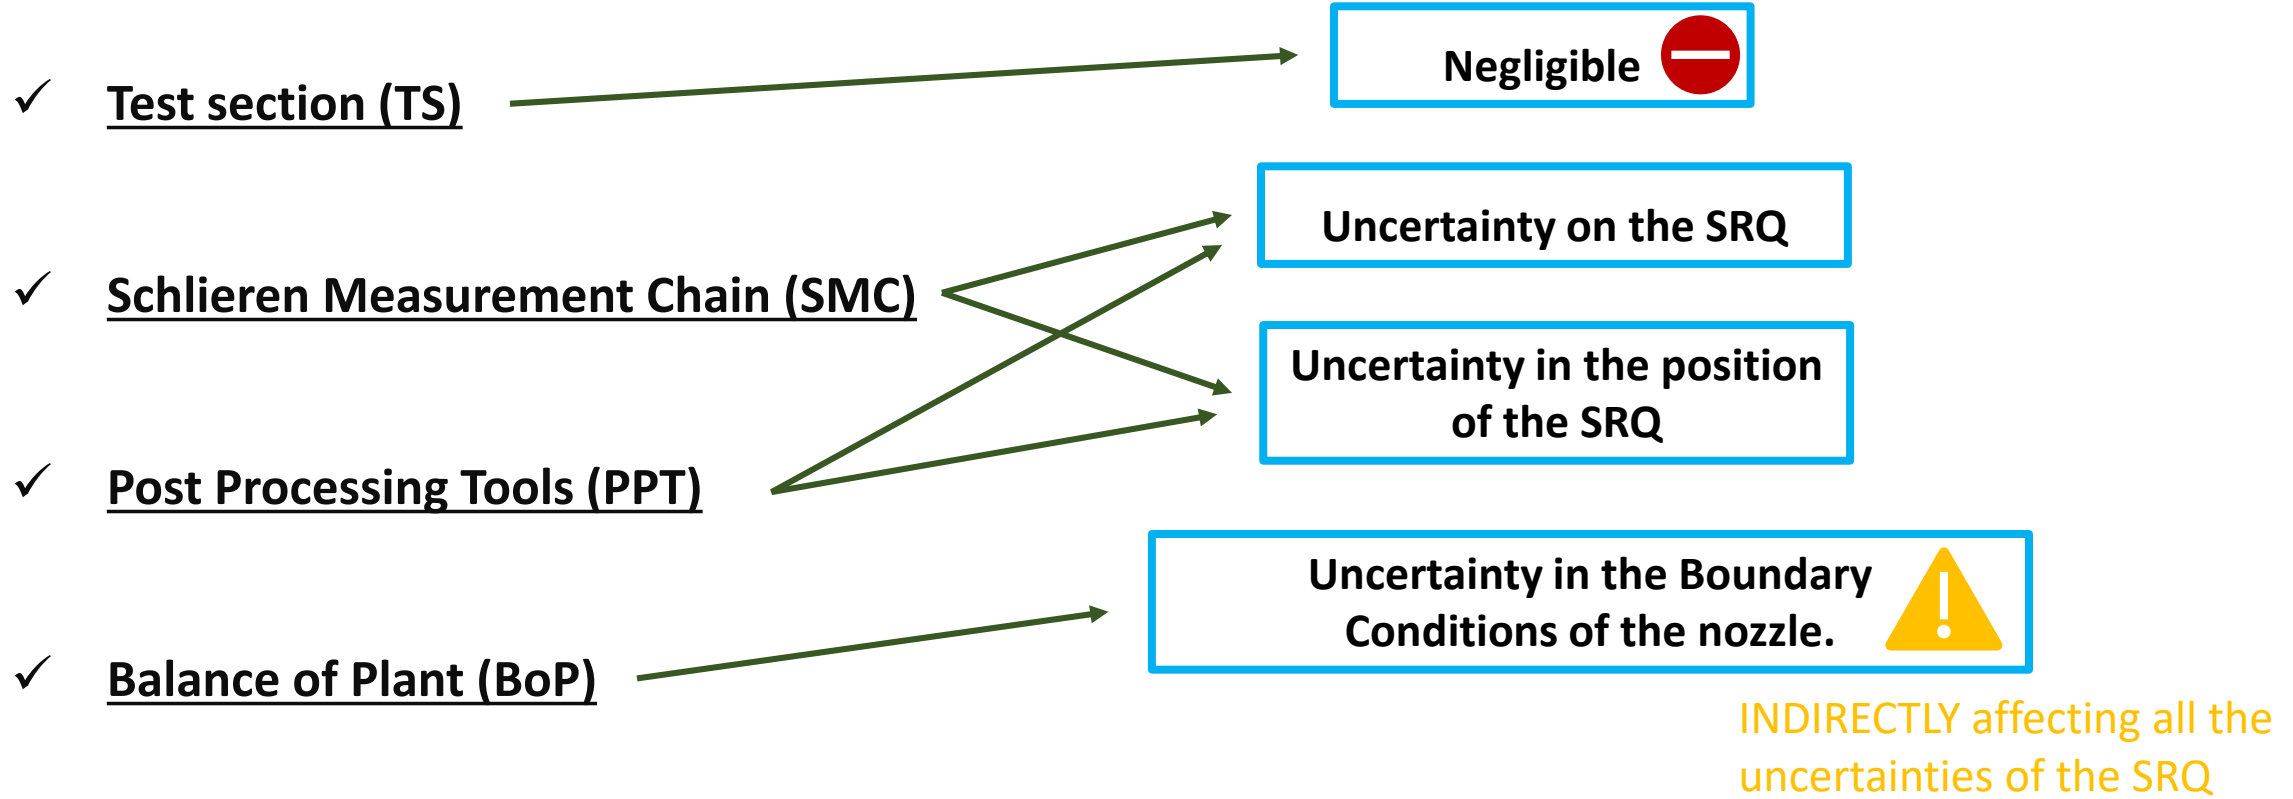 ✓ Test section (TS)
Negligible
✓ Schlieren Measurement Chain (SMC)
Uncertainty on the SRQ
Uncertainty in the position
of the SRQ
✓ Post Processing Tools (PPT)
✓ Balance of Plant (BoP)
Uncertainty in the Boundary
Conditions of the nozzle.
INDIRECTLY affecting all the
uncertainties of the SRQ